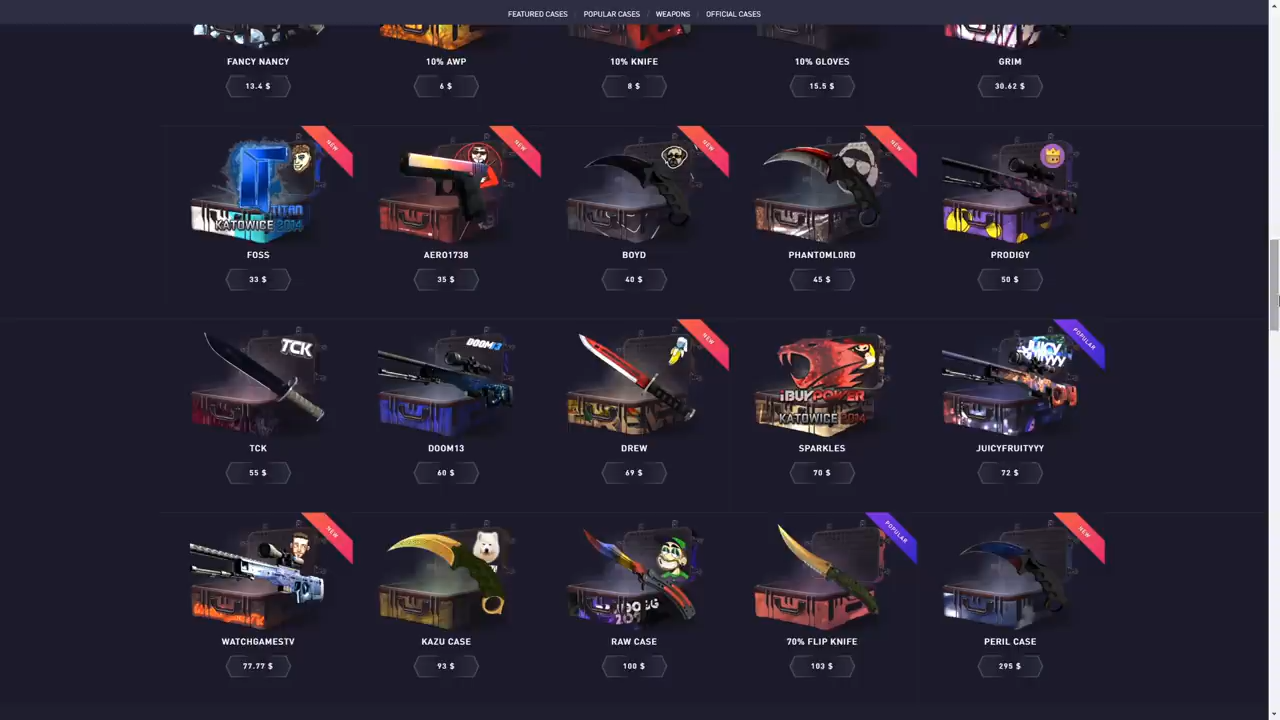 FEATURED CASES / POPULAR CASES / WEAPONS / OFFICIAL CASES
FANCY NANCY
10% AWP
10% KNIFE
10% GLOVES
GRIM
13.4 $
6 $
8 $
15.5 $
30.62 $
NEW
NEW
NEW
NEW
TITAN
KATOWICE 2014
FOSS
AERO1738
BOYD
PHANTOML0RD
PRODIGY
33 $
35 $
40 $
45 $
50 $
TCK
DOOM13
NEW
iBUYPOWER
KATOWICE 2014
JUICY
POPULAR
TCK
DOOM13
DREW
SPARKLES
JUICYFRUITYYY
55 $
60 $
69 $
70 $
72 $
NEW
POPULAR
NEW
WATCHGAMESTV
KAZU CASE
RAW CASE
70% FLIP KNIFE
PERIL CASE
77.77 $
93 $
100 $
103 $
295 $